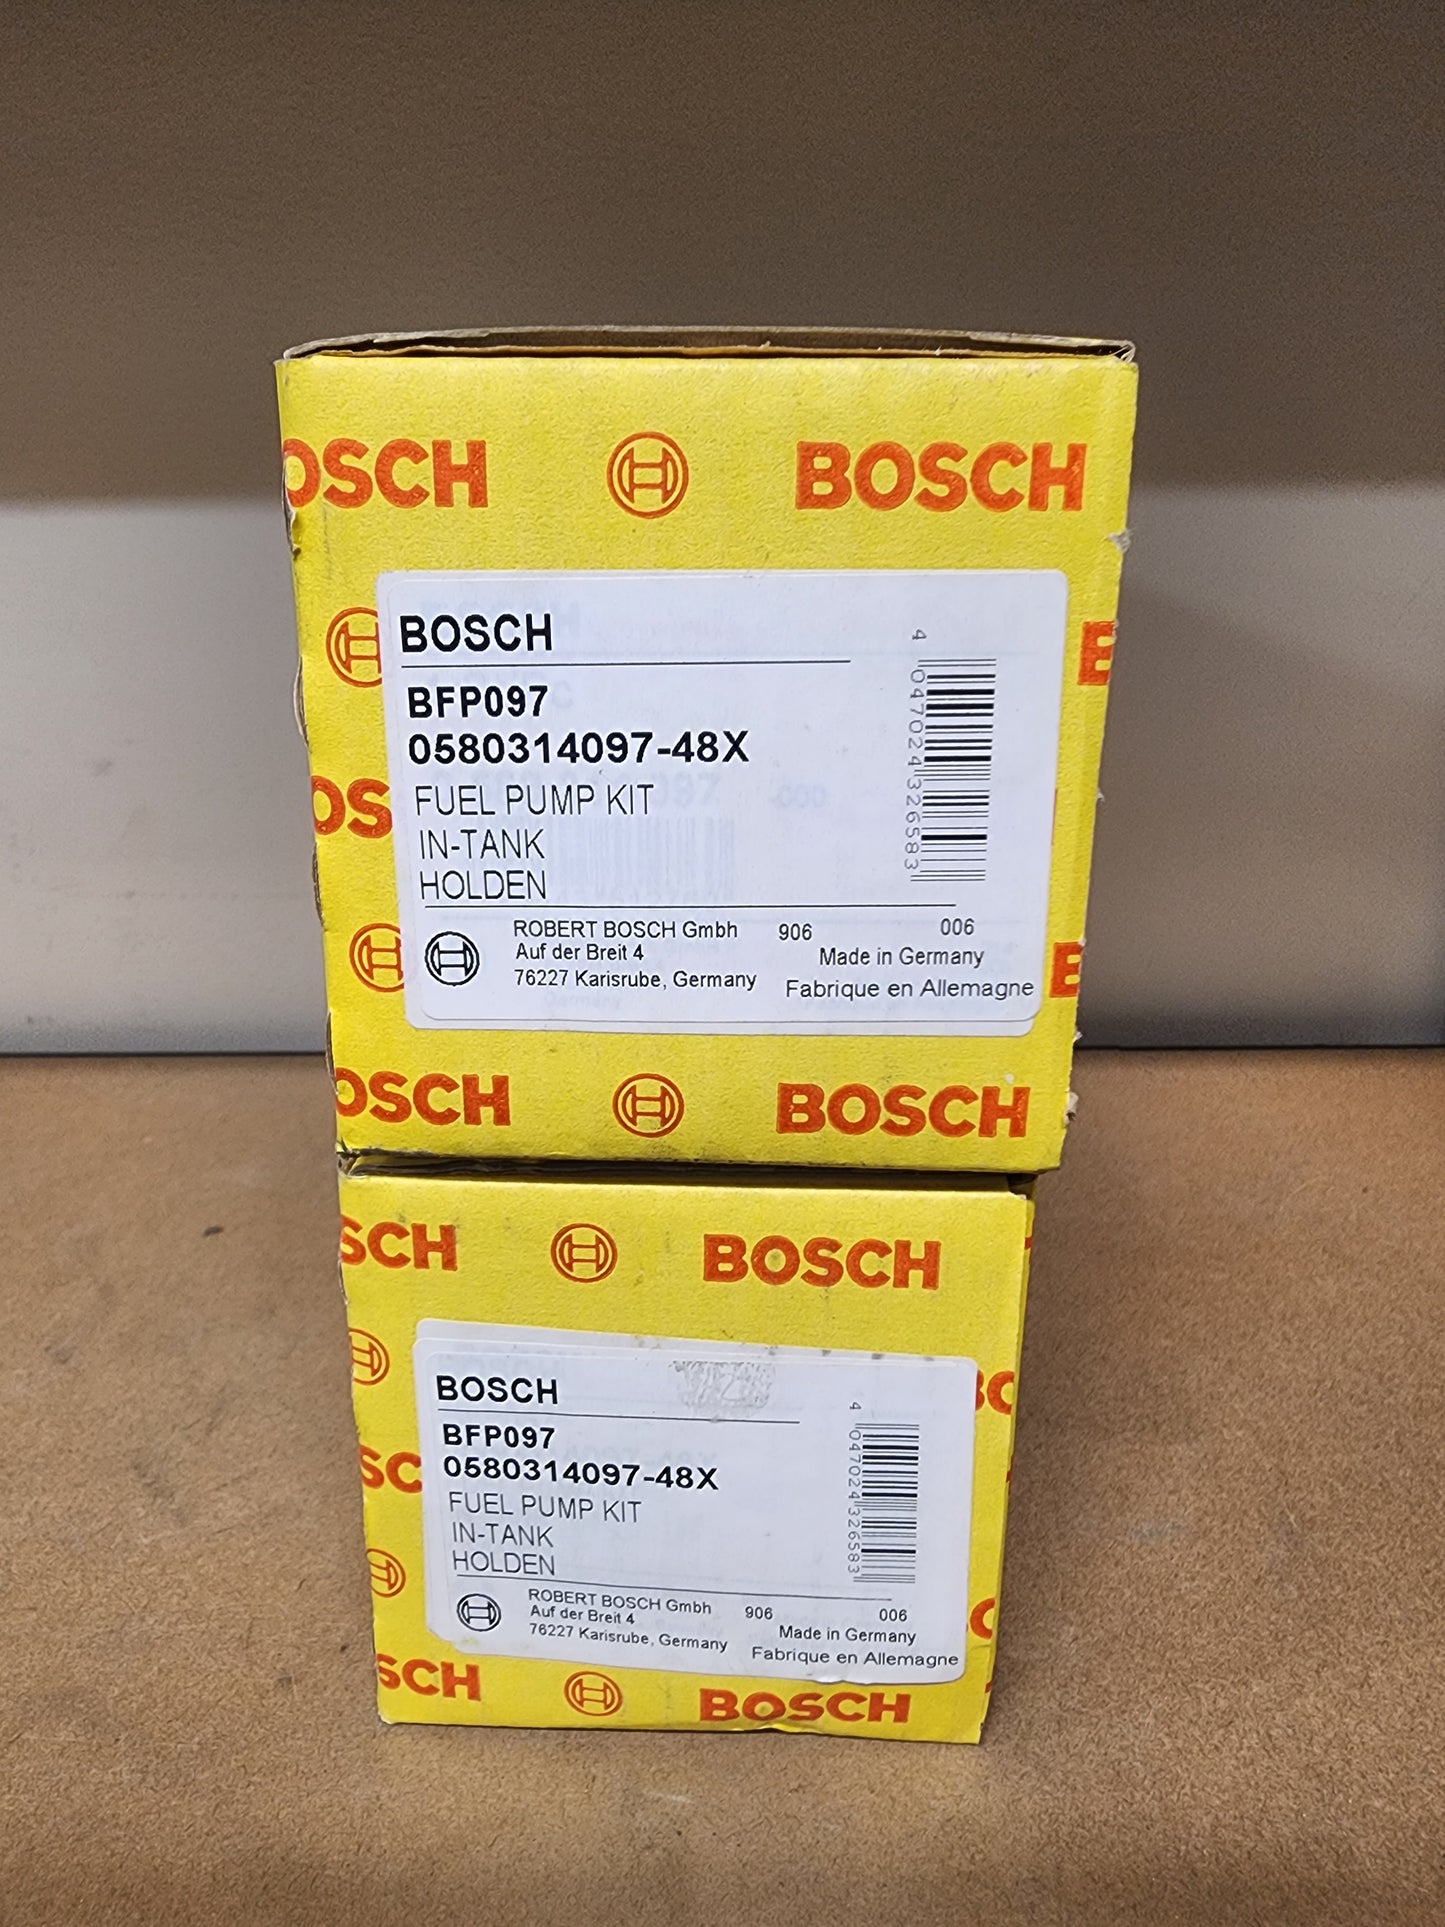 OSCH BOSCH
BOSCH
BFP097
0580314097-48X
FUEL PUMP KIT
IN-TANK
HOLDEN
4 047024 326583
ROBERT BOSCH Gmbh 906 006
Auf der Breit 4 Made in Germany
76227 Karisrube, Germany Fabrique en Allemagne
B
OS
B
OSCH BOSCH
SCH BOSCH
BOSCH
BFP097
0580314097-48X
FUEL PUMP KIT
IN-TANK
HOLDEN
4 047024 326583
ROBERT BOSCH Gmbh 906 006
Auf der Breit 4 Made in Germany
76227 Karisrube, Germany Fabrique en Allemagne
SC
SCH BOSCH